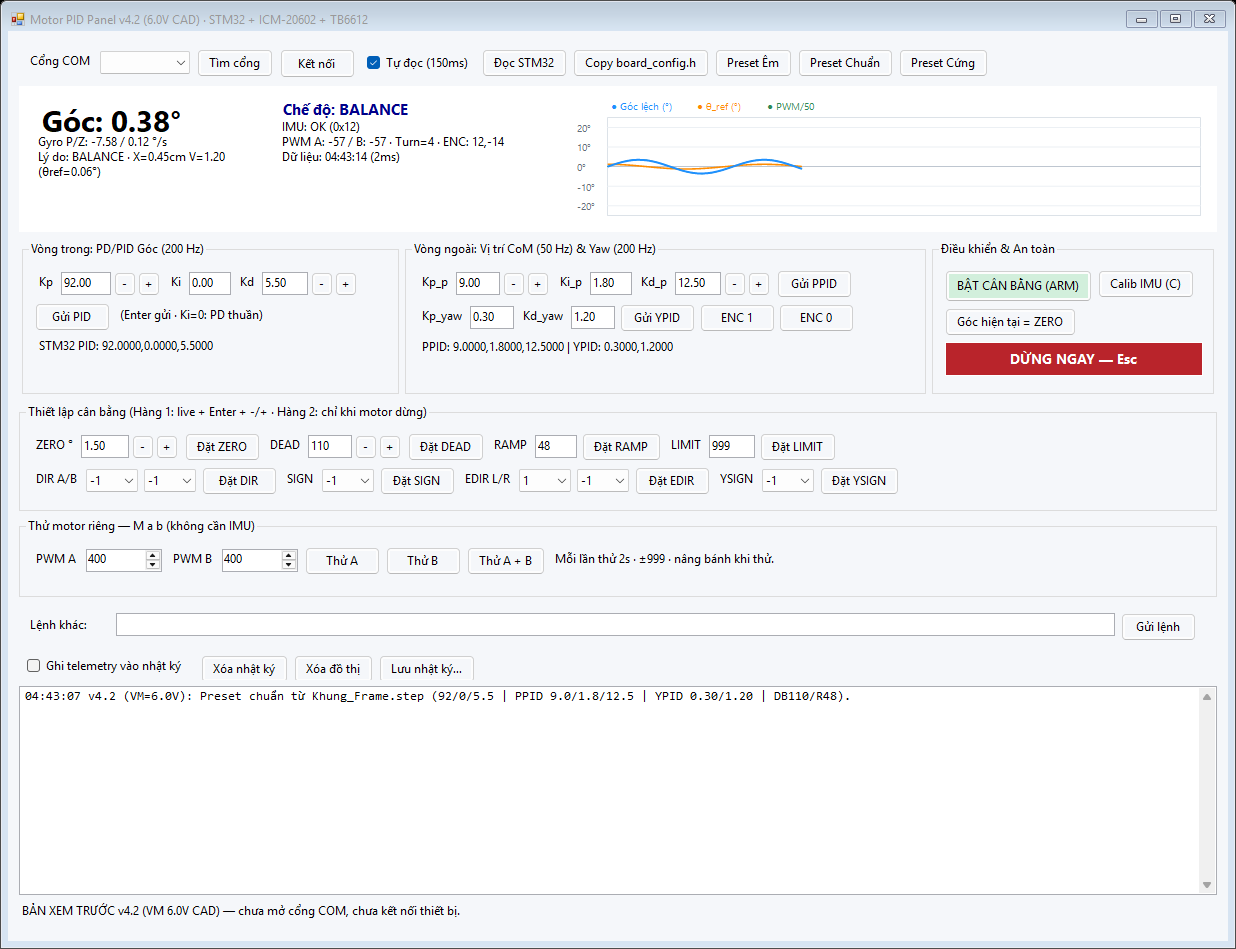 Motor PID Panel v4.2 (6.0V CAD) · STM32 + ICM-20602 + TB6612
Cổng COM Tìm cổng Kết nối Tự đọc (150ms) Đọc STM32 Copy board_config.h Preset Êm Preset Chuẩn Preset Cứng
Góc: 0.38°
Gyro P/Z: -7.58 / 0.12 °/s
Lý do: BALANCE · X=0.45cm V=1.20
(θref=0.06°)
Chế độ: BALANCE
IMU: OK (0x12)
PWM A: -57 / B: -57 · Turn=4 · ENC: 12,-14
Dữ liệu: 04:43:14 (2ms)
● Góc lệch (°) ● θ_ref (°) ● PWM/50
20°
10°
0°
-10°
-20°
Vòng trong: PD/PID Góc (200 Hz)
Kp 92.00 - + Ki 0.00 Kd 5.50 - +
Gửi PID (Enter gửi · Ki=0: PD thuần)
STM32 PID: 92.0000,0.0000,5.5000
Vòng ngoài: Vị trí CoM (50 Hz) & Yaw (200 Hz)
Kp_p 9.00 - + Ki_p 1.80 Kd_p 12.50 - + Gửi PPID
Kp_yaw 0.30 Kd_yaw 1.20 Gửi YPID ENC 1 ENC 0
PPID: 9.0000,1.8000,12.5000 | YPID: 0.3000,1.2000
Điều khiển & An toàn
BẬT CÂN BẰNG (ARM) Calib IMU (C)
Góc hiện tại = ZERO
DỪNG NGAY — Esc
Thiết lập cân bằng (Hàng 1: live + Enter + -/+ · Hàng 2: chỉ khi motor dừng)
ZERO ° 1.50 - + Đặt ZERO DEAD 110 - + Đặt DEAD RAMP 48 Đặt RAMP LIMIT 999 Đặt LIMIT
DIR A/B -1 -1 Đặt DIR SIGN -1 Đặt SIGN EDIR L/R 1 -1 Đặt EDIR YSIGN -1 Đặt YSIGN
Thử motor riêng — M a b (không cần IMU)
PWM A 400 PWM B 400 Thử A Thử B Thử A + B Mỗi lần thử 2s · ±999 · nâng bánh khi thử.
Lệnh khác: Gửi lệnh
Ghi telemetry vào nhật ký Xóa nhật ký Xóa đồ thị Lưu nhật ký...
04:43:07 v4.2 (VM=6.0V): Preset chuẩn từ Khung_Frame.step (92/0/5.5 | PPID 9.0/1.8/12.5 | YPID 0.30/1.20 | DB110/R48).
BẢN XEM TRƯỚC v4.2 (VM 6.0V CAD) — chưa mở cổng COM, chưa kết nối thiết bị.